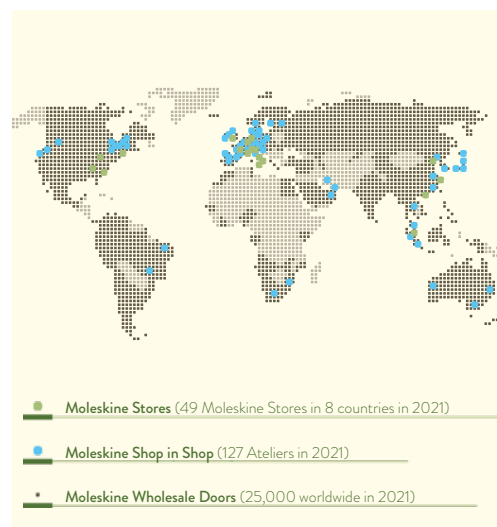 Moleskine Stores (49 Moleskine Stores in 8 countries in 2021)
Moleskine Shop in Shop (127 Ateliers in 2021)
Moleskine Wholesale Doors (25,000 worldwide in 2021)